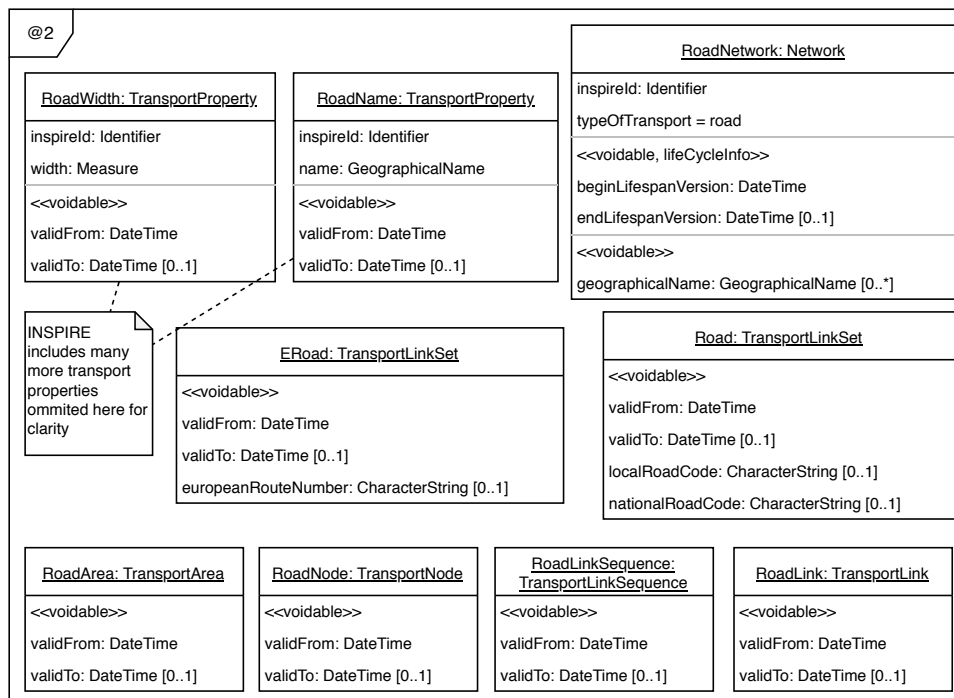 @2
RoadWidth: TransportProperty
inspireId: Identifier
width: Measure
<<voidable>>
validFrom: DateTime
validTo: DateTime [0..1]
RoadName: TransportProperty
inspireId: Identifier
name: GeographicalName
<<voidable>>
validFrom: DateTime
validTo: DateTime [0..1]
RoadNetwork: Network
inspireId: Identifier
typeOfTransport = road
<<voidable, lifeCycleInfo>>
beginLifespanVersion: DateTime
endLifespanVersion: DateTime [0..1]
<<voidable>>
geographicalName: GeographicalName [0..*]
INSPIRE
includes many
more transport
properties
ommited here for
clarity
ERoad: TransportLinkSet
<<voidable>>
validFrom: DateTime
validTo: DateTime [0..1]
europeanRouteNumber: CharacterString [0..1]
Road: TransportLinkSet
<<voidable>>
validFrom: DateTime
validTo: DateTime [0..1]
localRoadCode: CharacterString [0..1]
nationalRoadCode: CharacterString [0..1]
RoadArea: TransportArea
<<voidable>>
validFrom: DateTime
validTo: DateTime [0..1]
RoadNode: TransportNode
<<voidable>>
validFrom: DateTime
validTo: DateTime [0..1]
RoadLinkSequence:
TransportLinkSequence
<<voidable>>
validFrom: DateTime
validTo: DateTime [0..1]
RoadLink: TransportLink
<<voidable>>
validFrom: DateTime
validTo: DateTime [0..1]